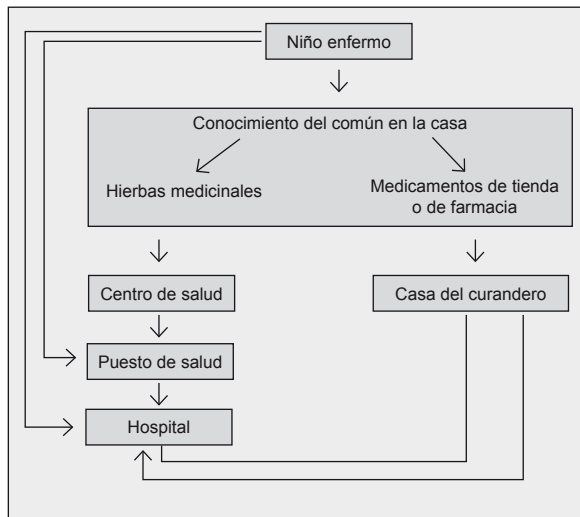 Niño enfermo
Conocimiento del común en la casa
Hierbas medicinales
Medicamentos de tienda
o de farmacia
Centro de salud
Casa del curandero
Puesto de salud
Hospital